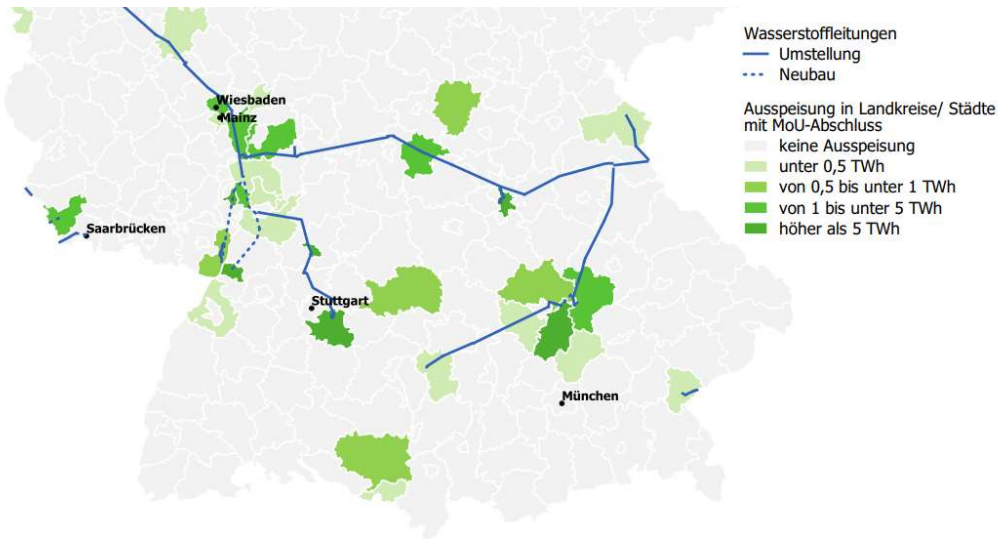 Wasserstoffleitungen
Umstellung
Neubau
Ausspeisung in Landkreise/ Städte
mit MoU-Abschluss
keine Ausspeisung
unter 0,5 TWh
von 0,5 bis unter 1 TWh
von 1 bis unter 5 TWh
höher als 5 TWh
Wiesbaden
Mainz
Saarbrücken
Stuttgart
München